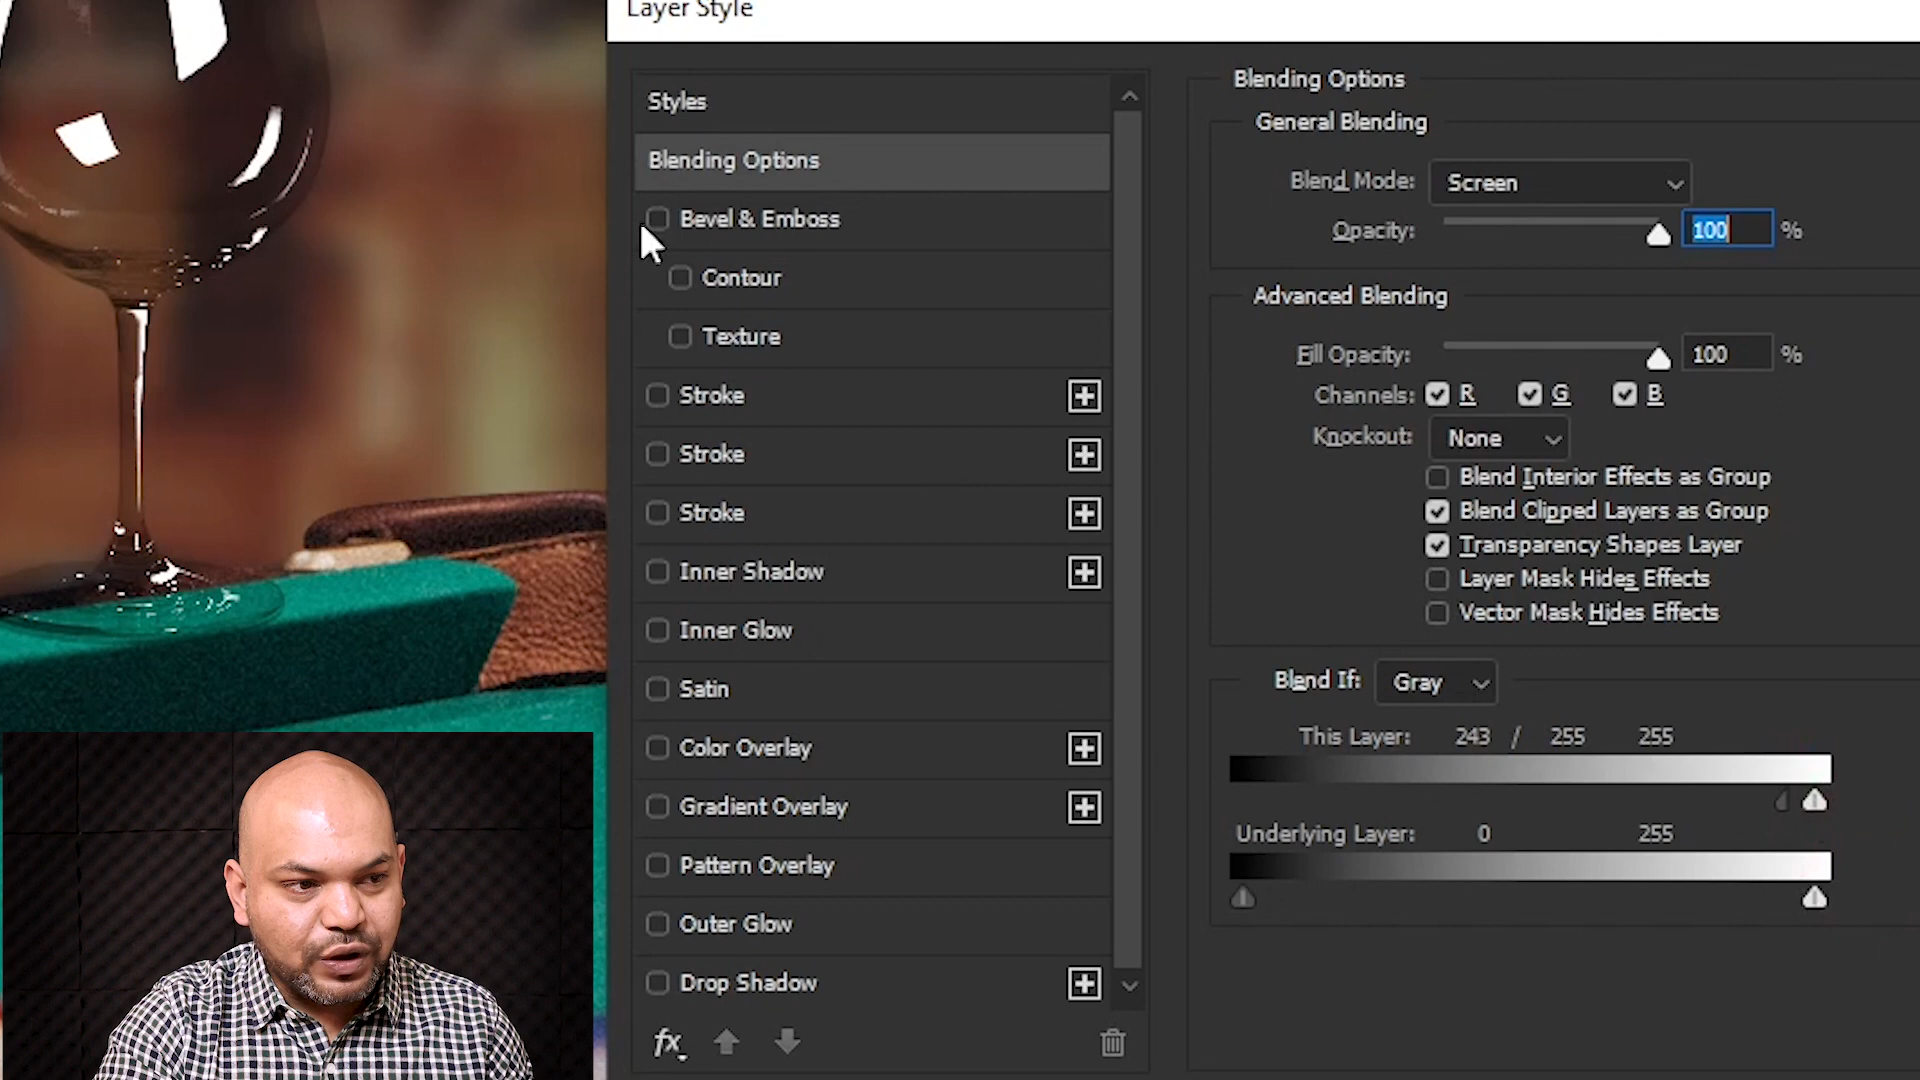 Layer Style
Styles
Blending Options
Bevel & Emboss
Contour
Texture
Stroke
Stroke
Stroke
Inner Shadow
Inner Glow
Satin
Color Overlay
Gradient Overlay
Pattern Overlay
Outer Glow
Drop Shadow
fx
Blending Options
General Blending
Blend Mode: Screen
Opacity: 100 %
Advanced Blending
Fill Opacity: 100 %
Channels: R G B
Knockout: None
Blend Interior Effects as Group
Blend Clipped Layers as Group
Transparency Shapes Layer
Layer Mask Hides Effects
Vector Mask Hides Effects
Blend If: Gray
This Layer: 243 / 255 255
Underlying Layer: 0 255